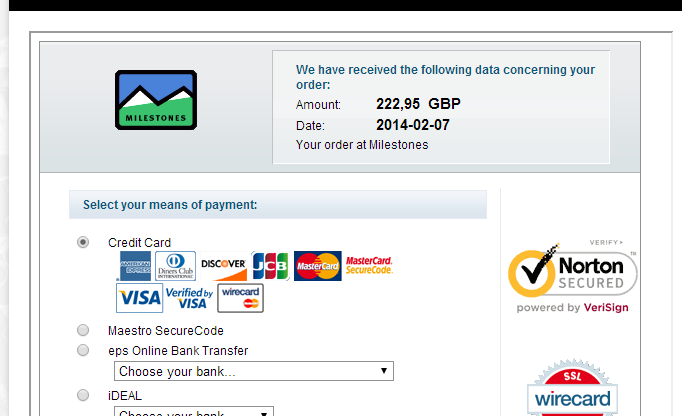 MILESTONES
We have received the following data concerning your
order:
Amount: 222,95 GBP
Date: 2014-02-07
Your order at Milestones
Select your means of payment:
Credit Card
AMERICAN EXPRESS
Diners Club
INTERNATIONAL
DISCOVER
JCB
MasterCard
MasterCard.
SecureCode.
VISA
Verified by
VISA
wirecard
Maestro SecureCode
eps Online Bank Transfer
Choose your bank...
iDEAL
Choose your bank...
VERIFY
Norton
SECURED
powered by VeriSign
SSL
wirecard